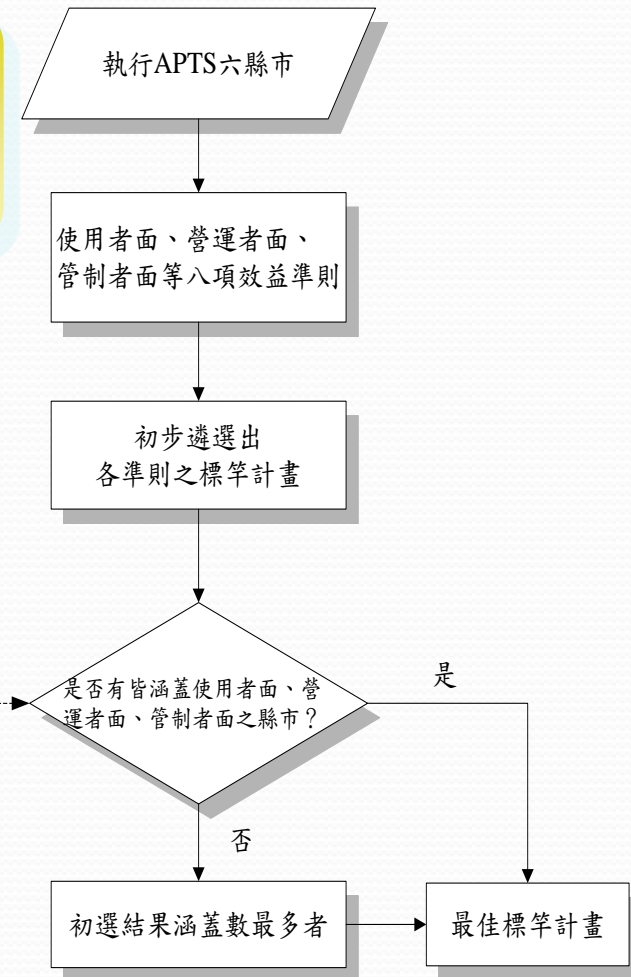 執行APTS六縣市
使用者面、營運者面、
管制者面等八項效益準則
初步遴選出
各準則之標竿計畫
是否有皆涵蓋使用者面、營
運者面、管制者面之縣市？
是
否
初選結果涵蓋數最多者
最佳標竿計畫